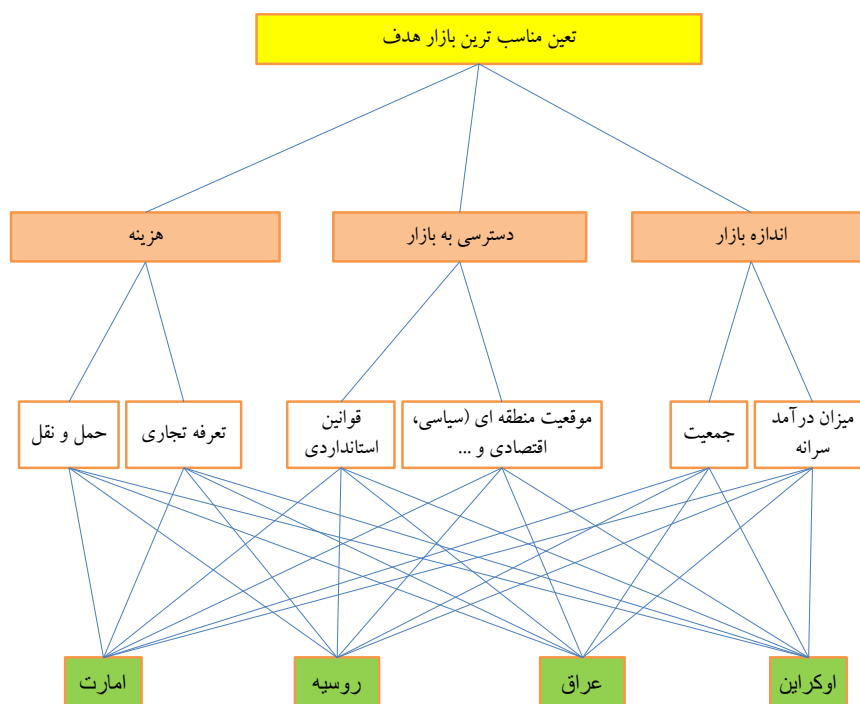 تعین مناسب ترین بازار هدف
اندازه بازار
دسترسی به بازار
هزینه
میزان درآمد
سرانه
جمعیت
موقعیت منطقه ای (سیاسی،
اقتصادی و ...
قوانین
استانداردی
تعرفه تجاری
حمل و نقل
اوکراین
عراق
روسیه
امارت